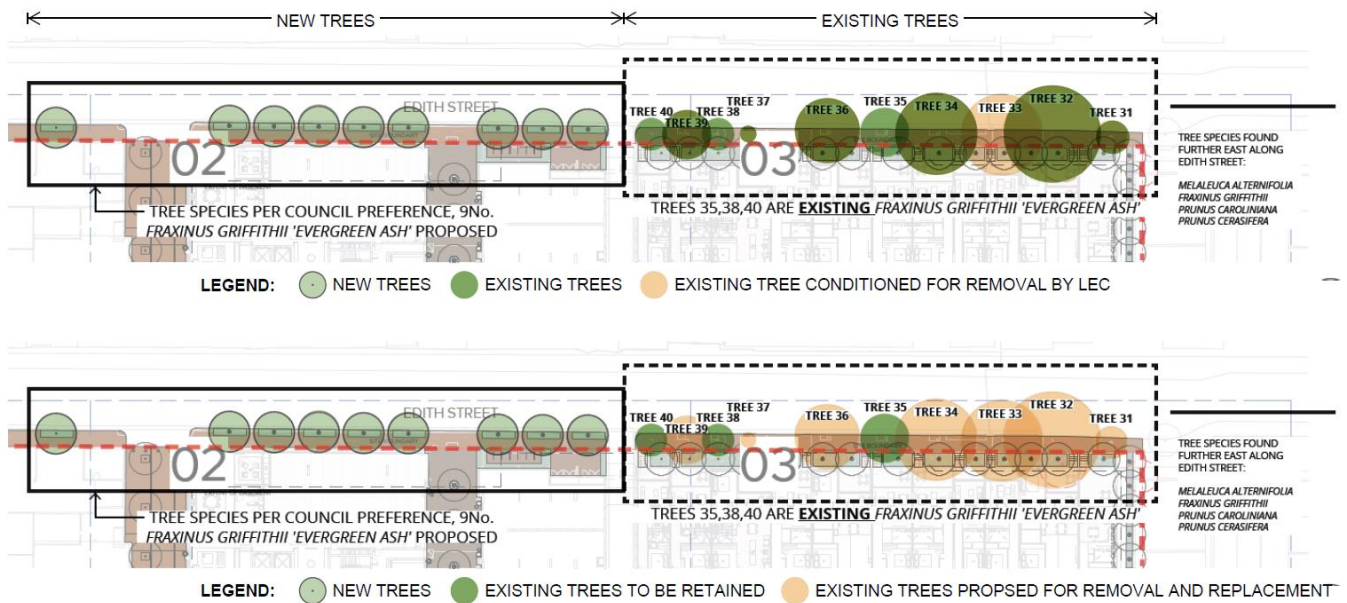 NEW TREES
EXISTING TREES
EDITH STREET
02
TREE SPECIES PER COUNCIL PREFERENCE, 9No.
FRAXINUS GRIFFITHII 'EVERGREEN ASH' PROPOSED
TREE 40
TREE 39
TREE 38
TREE 37
TREE 36
TREE 35
TREE 34
TREE 33
TREE 32
TREE 31
03
TREES 35,38,40 ARE EXISTING FRAXINUS GRIFFITHII 'EVERGREEN ASH'
TREE SPECIES FOUND
FURTHER EAST ALONG
EDITH STREET:
MELALEUCA ALTERNIFOLIA
FRAXINUS GRIFFITHII
PRUNUS CAROLINIANA
PRUNUS CERASIFERA
LEGEND: NEW TREES EXISTING TREES EXISTING TREE CONDITIONED FOR REMOVAL BY LEC
EDITH STREET
02
TREE SPECIES PER COUNCIL PREFERENCE, 9No.
FRAXINUS GRIFFITHII 'EVERGREEN ASH' PROPOSED
TREE 40
TREE 39
TREE 38
TREE 37
TREE 36
TREE 35
TREE 34
TREE 33
TREE 32
TREE 31
03
TREES 35,38,40 ARE EXISTING FRAXINUS GRIFFITHII 'EVERGREEN ASH'
TREE SPECIES FOUND
FURTHER EAST ALONG
EDITH STREET:
MELALEUCA ALTERNIFOLIA
FRAXINUS GRIFFITHII
PRUNUS CAROLINIANA
PRUNUS CERASIFERA
LEGEND: NEW TREES EXISTING TREES TO BE RETAINED EXISTING TREES PROPSED FOR REMOVAL AND REPLACEMENT